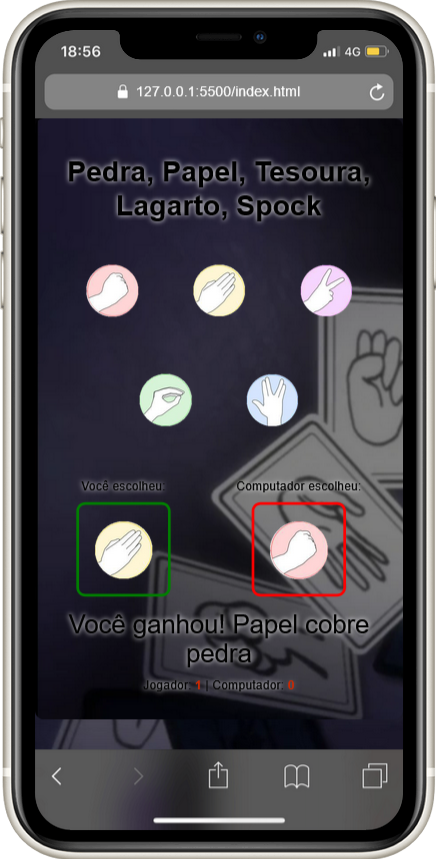 18:56
4G
127.0.0.1:5500/index.html
Pedra, Papel, Tesoura,
Lagarto, Spock
Você escolheu:
Computador escolheu:
Você ganhou! Papel cobre
pedra
Jogador: 1 | Computador: 0